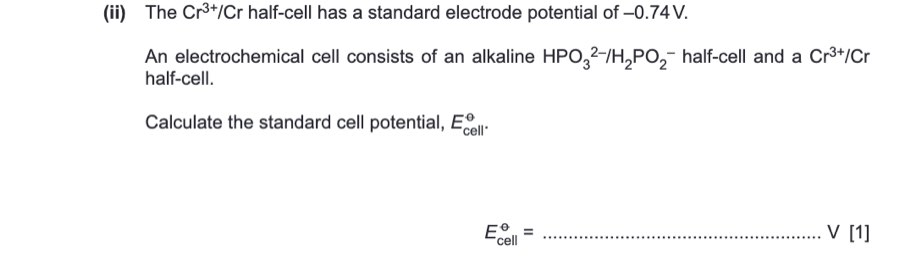 (ii) The Cr³⁺/Cr half-cell has a standard electrode potential of –0.74 V.
An electrochemical cell consists of an alkaline HPO₃²⁻/H₂PO₂⁻ half-cell and a Cr³⁺/Cr
half-cell.
Calculate the standard cell potential, E⦵cell.
E⦵cell = ........................................................ V [1]